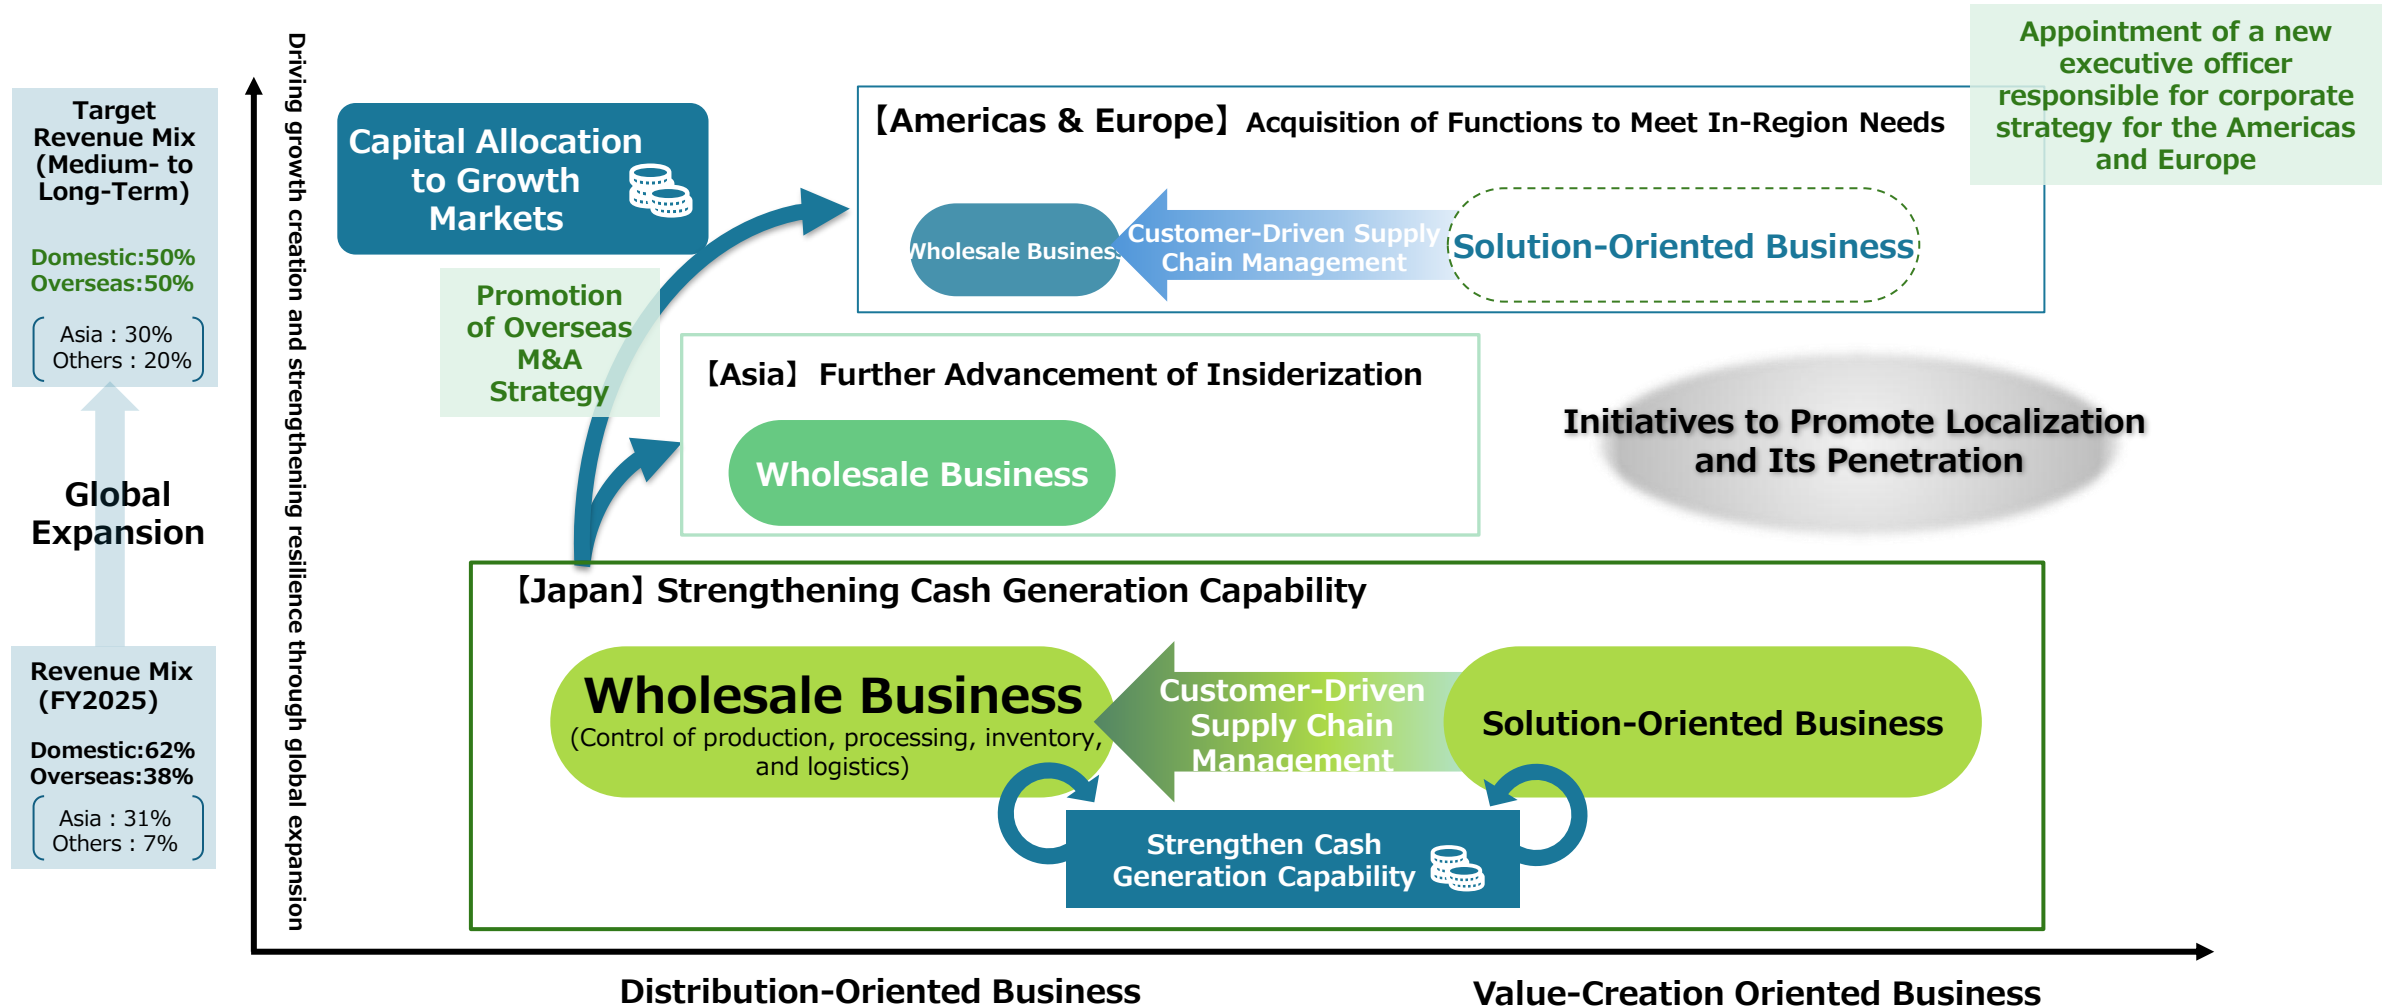 Target
Revenue Mix
(Medium- to
Long-Term)
Domestic:50%
Overseas:50%
Asia : 30%
Others : 20%
Global
Expansion
Revenue Mix
(FY2025)
Domestic:62%
Overseas:38%
Asia : 31%
Others : 7%
Driving growth creation and strengthening resilience through global expansion
Capital Allocation
to Growth
Markets
Promotion
of Overseas
M&A
Strategy
Appointment of a new
executive officer
responsible for corporate
strategy for the Americas
and Europe
【Americas & Europe】Acquisition of Functions to Meet In-Region Needs
Wholesale Business
Customer-Driven Supply
Chain Management
Solution-Oriented Business
【Asia】 Further Advancement of Insiderization
Wholesale Business
Initiatives to Promote Localization
and Its Penetration
【Japan】Strengthening Cash Generation Capability
Wholesale Business
(Control of production, processing, inventory,
and logistics)
Customer-Driven
Supply Chain
Management
Solution-Oriented Business
Strengthen Cash
Generation Capability
Distribution-Oriented Business
Value-Creation Oriented Business